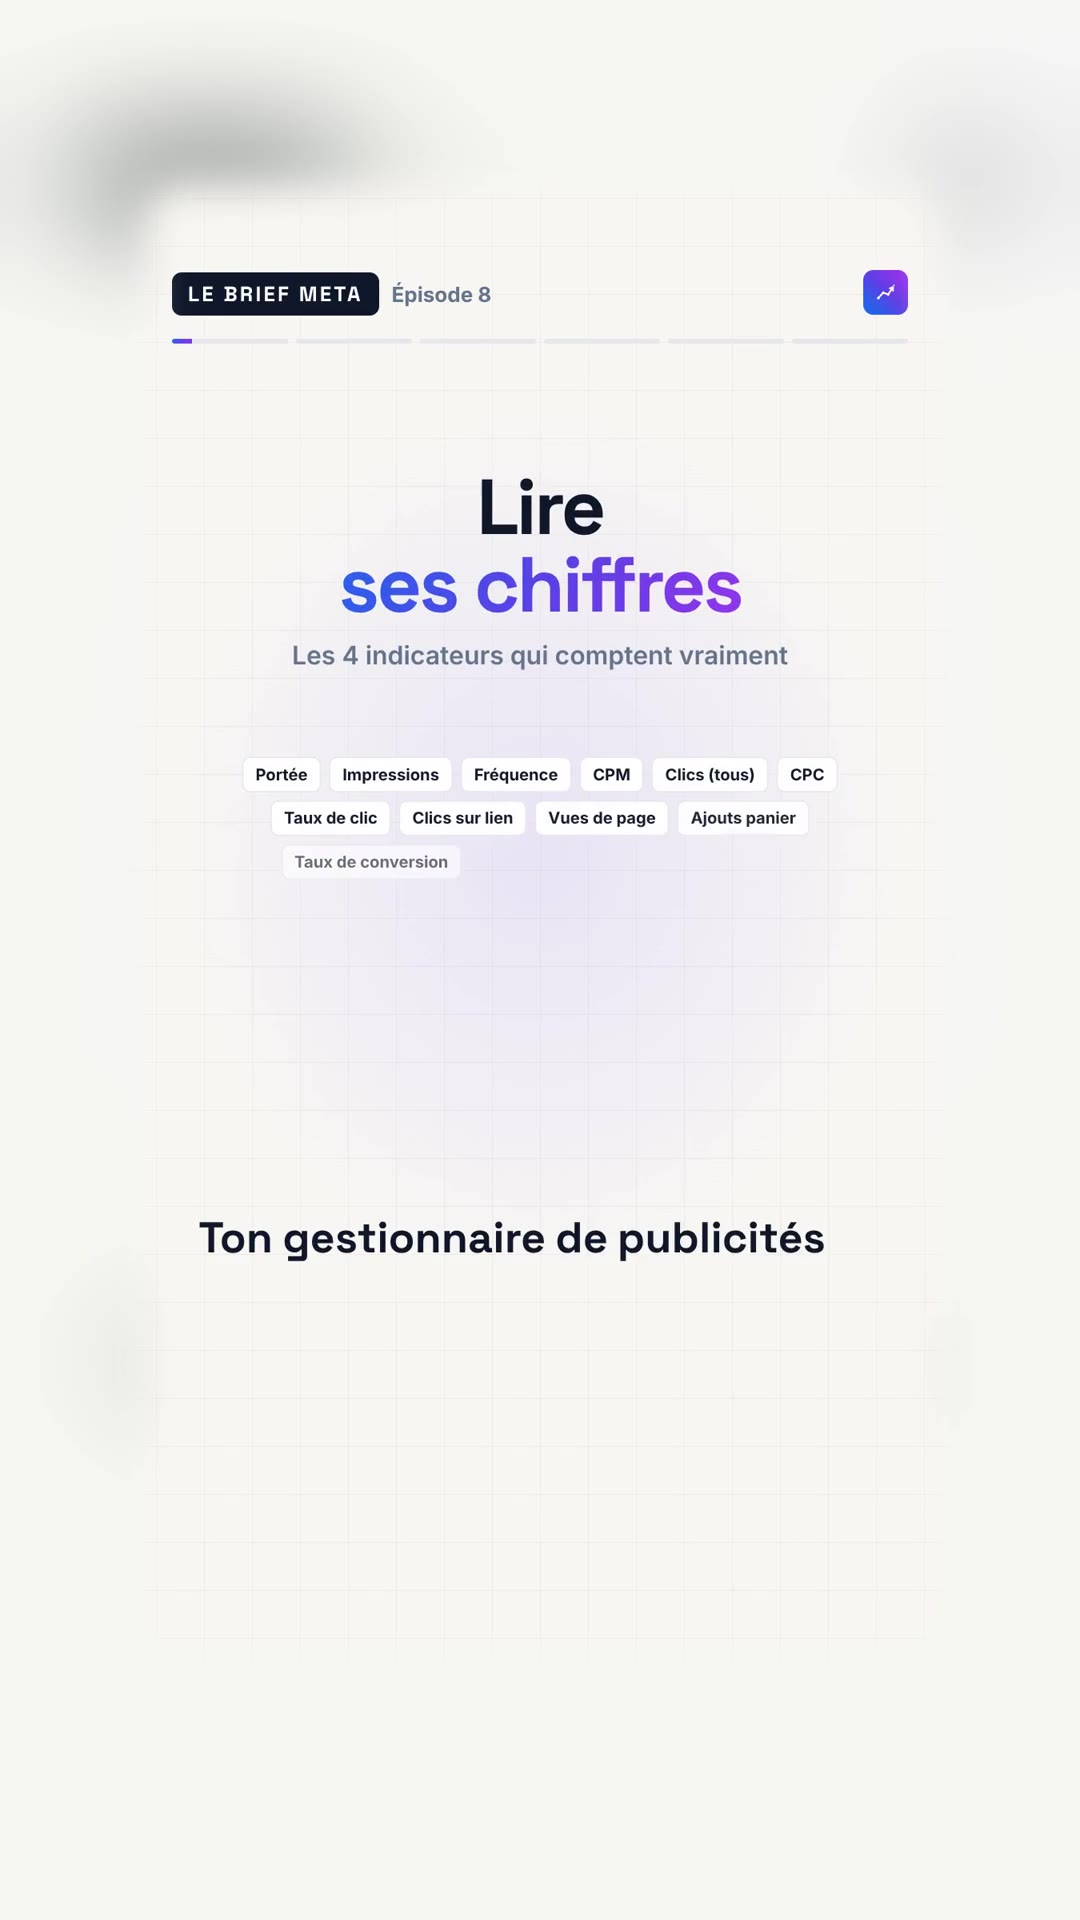 LE BRIEF META Épisode 8
Lire
ses chiffres
Les 4 indicateurs qui comptent vraiment
Portée Impressions Fréquence CPM Clics (tous) CPC
Taux de clic Clics sur lien Vues de page Ajouts panier
Taux de conversion
Ton gestionnaire de publicités